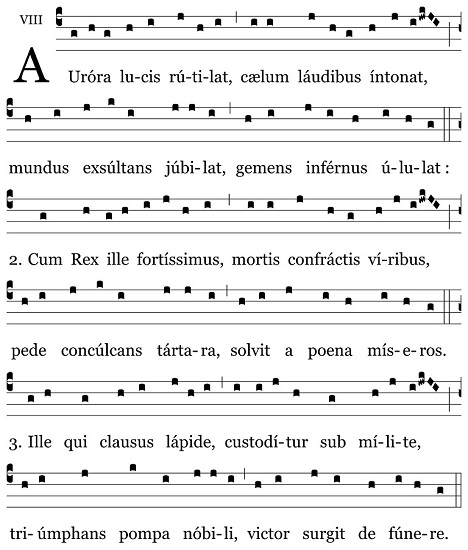 VIII
AUróra lu-cis rú-ti-lat, cælum láudibus íntonat,
mundus exsúltans júbi-lat, gemens inférnus ú-lu-lat :
2. Cum Rex ille fortíssimus, mortis confráctis ví-ribus,
pede concúlcans tárta-ra, solvit a poena mís-e-ros.
3. Ille qui clausus lápide, custodí-tur sub mí-li-te,
tri-úmphans pompa nóbi-li, victor surgit de fúne-re.